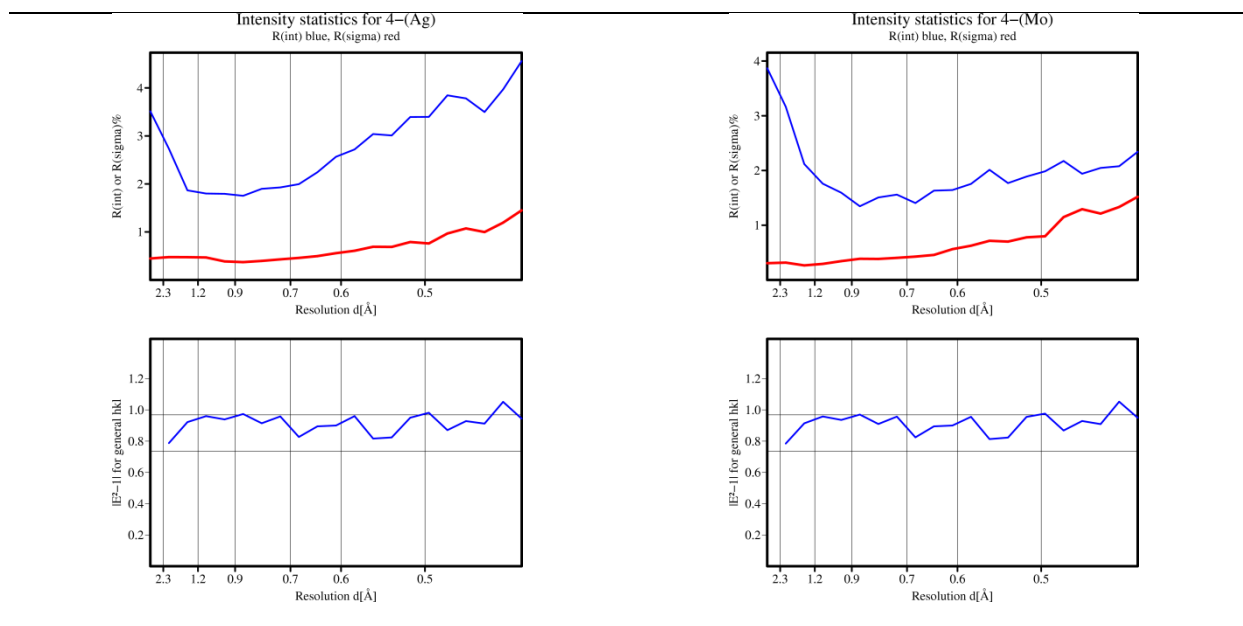 Intensity statistics for 4−(Ag)
R(int) blue, R(sigma) red
4
3
2
1
R(int) or R(sigma)%
2.3 1.2 0.9 0.7 0.6 0.5
Resolution d[Å]
Intensity statistics for 4−(Mo)
R(int) blue, R(sigma) red
4
3
2
1
R(int) or R(sigma)%
2.3 1.2 0.9 0.7 0.6 0.5
Resolution d[Å]
1.2
1.0
0.8
0.6
0.4
0.2
|E²−1| for general hkl
2.3 1.2 0.9 0.7 0.6 0.5
Resolution d[Å]
1.2
1.0
0.8
0.6
0.4
0.2
|E²−1| for general hkl
2.3 1.2 0.9 0.7 0.6 0.5
Resolution d[Å]